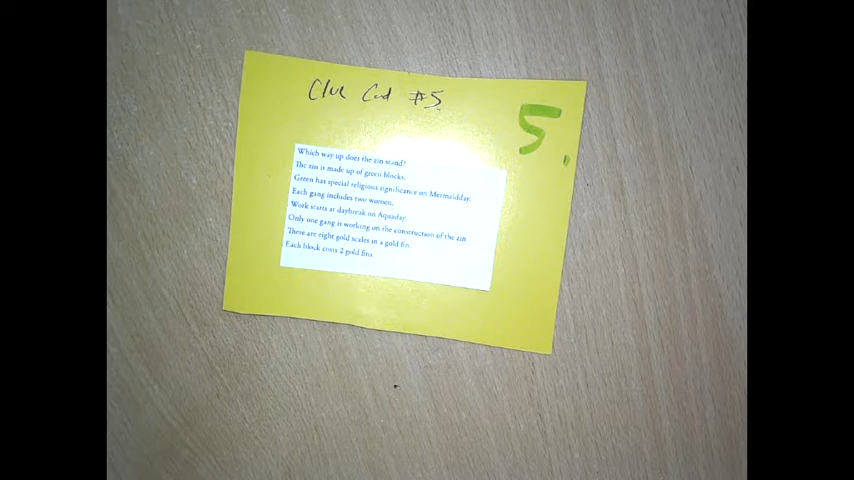 Clue Card #5
5.
Which way up does the zin stand?
The zin is made up of green blocks.
Green has special religious significance on Mermaidday.
Each gang includes two women.
Work starts at daybreak on Aquaday.
Only one gang is working on the construction of the zin
There are eight gold scales in a gold fin.
Each block costs 2 gold fins.